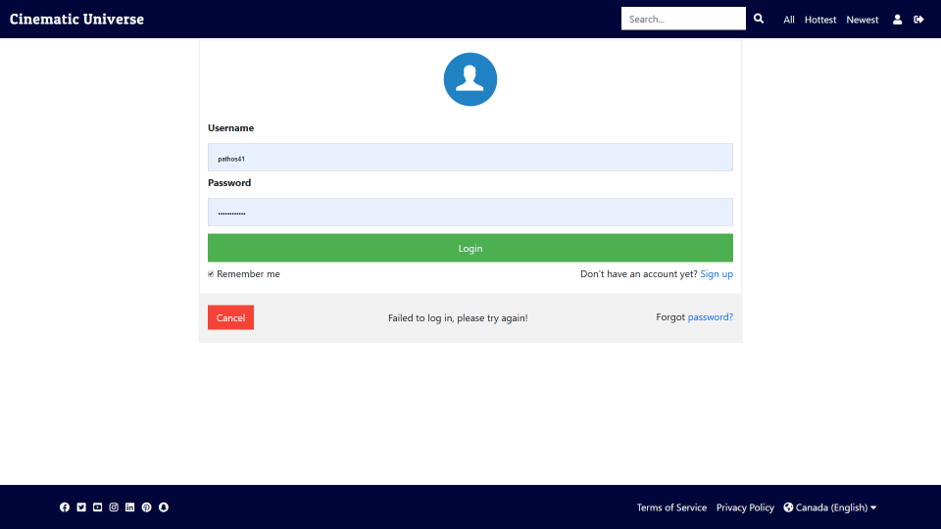 Cinematic Universe
Search... All Hottest Newest
Username
pathos41
Password
............
Login
Remember me Don't have an account yet? Sign up
Cancel Failed to log in, please try again! Forgot password?
Terms of Service Privacy Policy Canada (English)